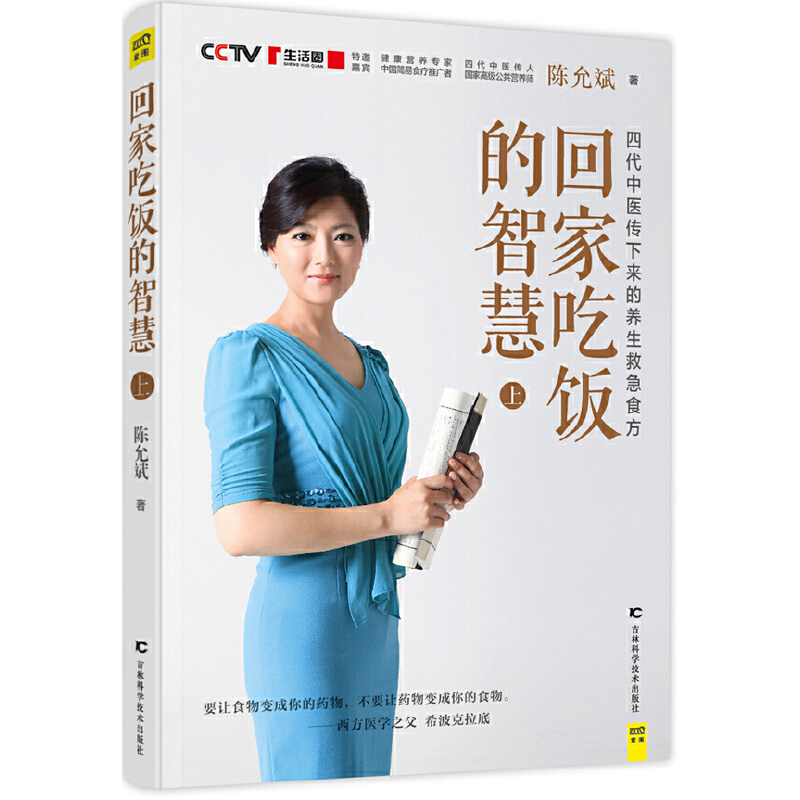 ZITO
紫图
回家吃饭的智慧
上
陈允斌
著
吉林科学技术出版社
CCTV 生活圈
SHENG HUO QUAN
特邀嘉宾
健康营养专家 四代中医传人
中国简易食疗推广者 国家高级公共营养师
陈允斌 著
四代中医传下来的养生救急食方
回家吃饭
的智慧
上
要让食物变成你的药物,不要让药物变成你的食物。
——西方医学之父 希波克拉底
吉林科学技术出版社
ZITO
紫图